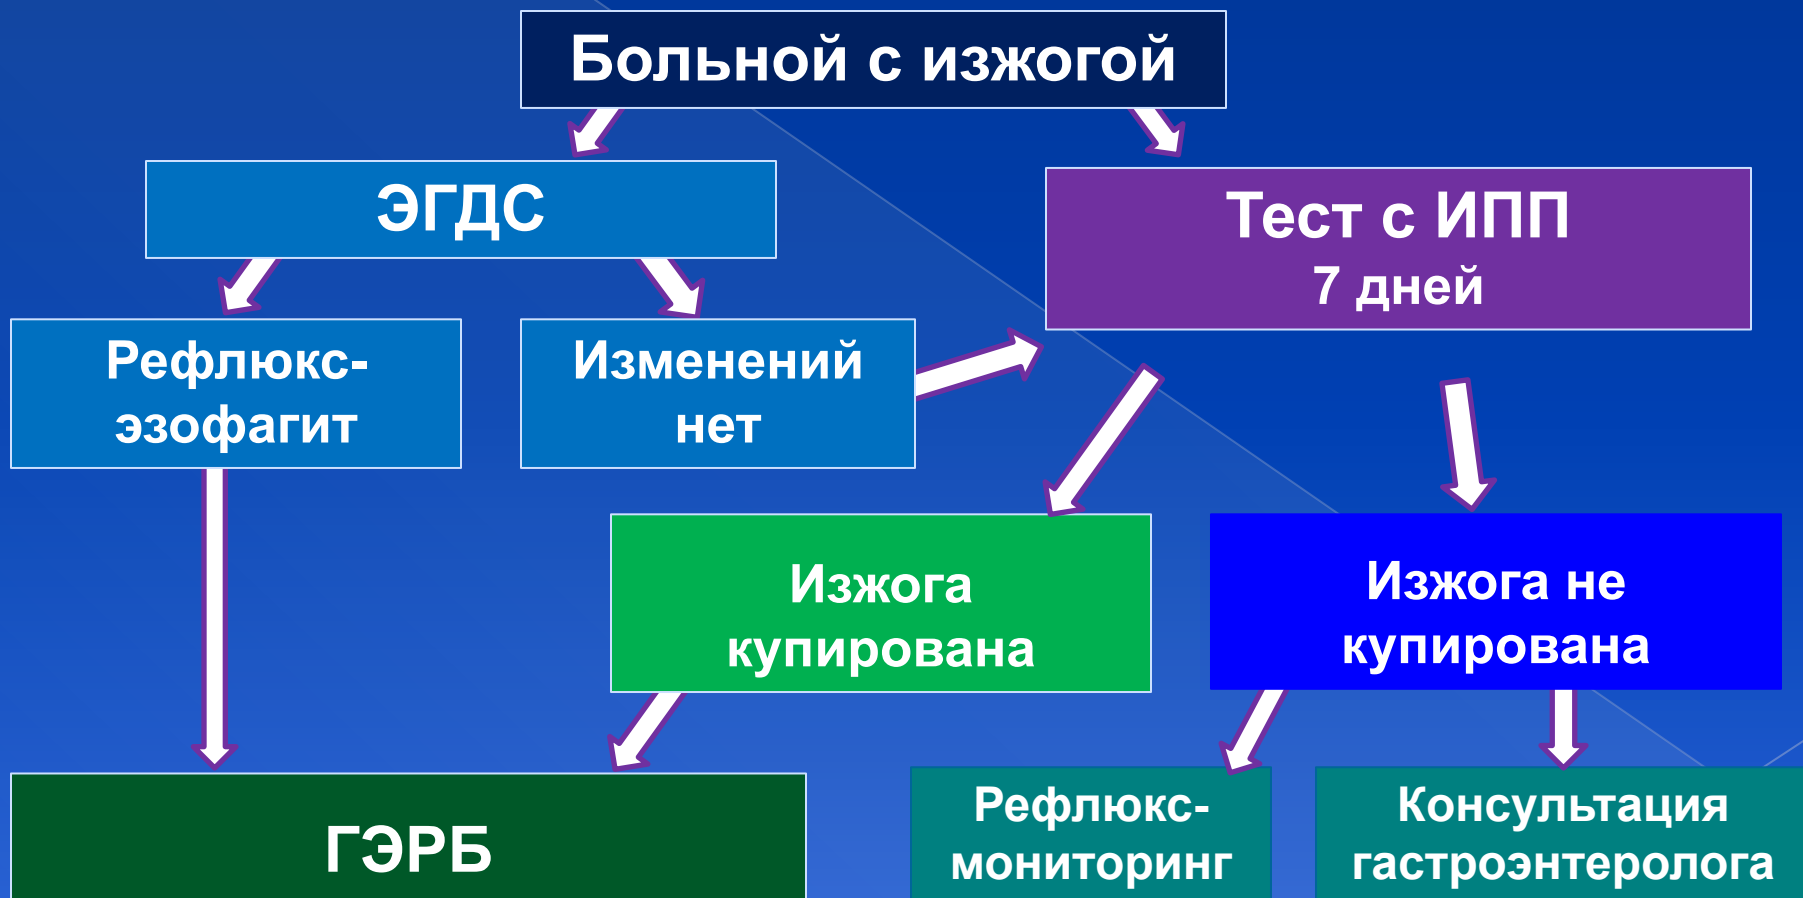 Больной с изжогой
ЭГДС
Тест с ИПП
7 дней
Рефлюкс-
эзофагит
Изменений
нет
Изжога
купирована
Изжога не
купирована
ГЭРБ
Рефлюкс-
мониторинг
Консультация
гастроэнтеролога